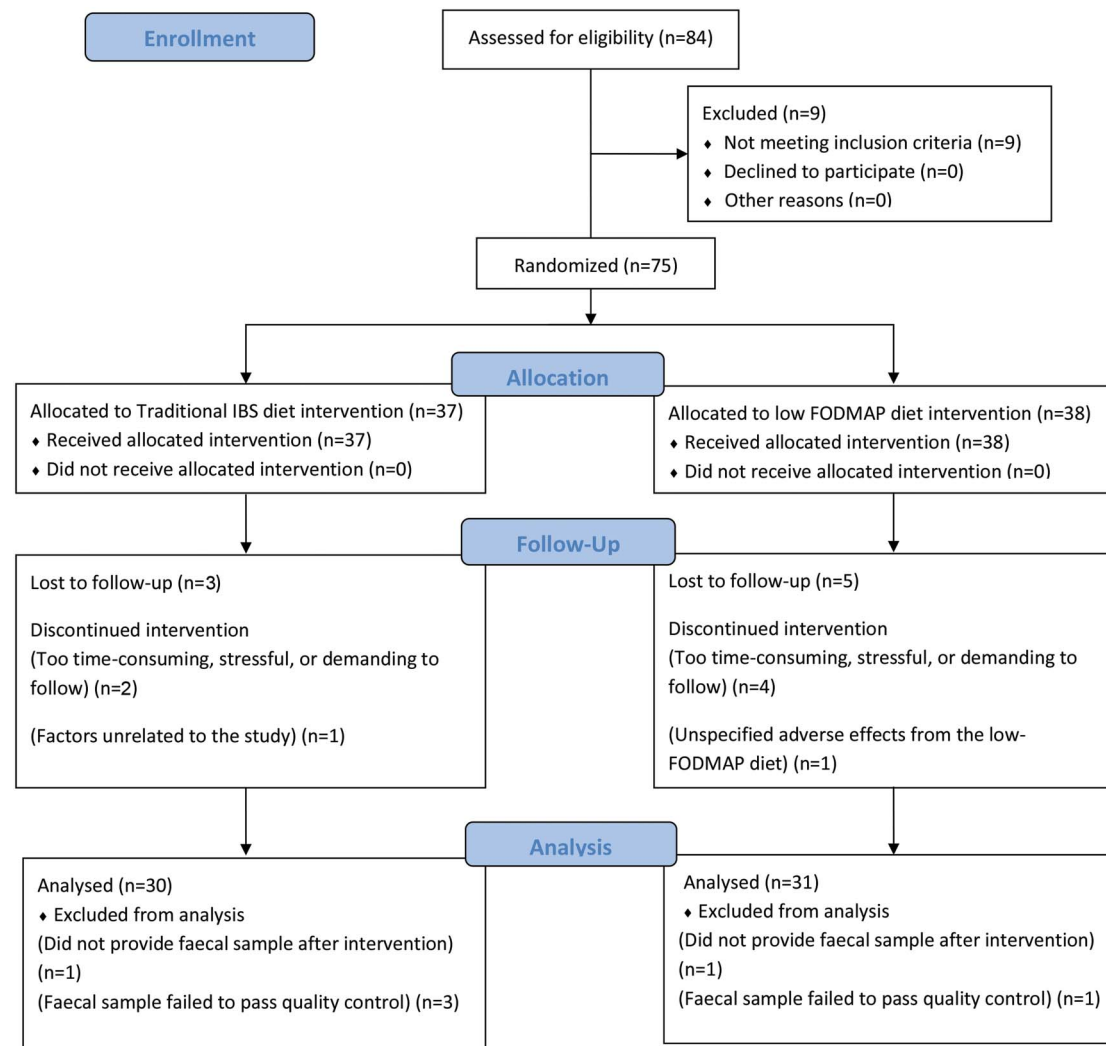 Enrollment
Assessed for eligibility (n=84)
Excluded (n=9)
♦ Not meeting inclusion criteria (n=9)
♦ Declined to participate (n=0)
♦ Other reasons (n=0)
Randomized (n=75)
Allocation
Allocated to Traditional IBS diet intervention (n=37)
♦ Received allocated intervention (n=37)
♦ Did not receive allocated intervention (n=0)
Allocated to low FODMAP diet intervention (n=38)
♦ Received allocated intervention (n=38)
♦ Did not receive allocated intervention (n=0)
Follow-Up
Lost to follow-up (n=3)
Discontinued intervention
(Too time-consuming, stressful, or demanding to
follow) (n=2)
(Factors unrelated to the study) (n=1)
Lost to follow-up (n=5)
Discontinued intervention
(Too time-consuming, stressful, or demanding to
follow) (n=4)
(Unspecified adverse effects from the low-
FODMAP diet) (n=1)
Analysis
Analysed (n=30)
♦ Excluded from analysis
(Did not provide faecal sample after intervention)
(n=1)
(Faecal sample failed to pass quality control) (n=3)
Analysed (n=31)
♦ Excluded from analysis
(Did not provide faecal sample after intervention)
(n=1)
(Faecal sample failed to pass quality control) (n=1)